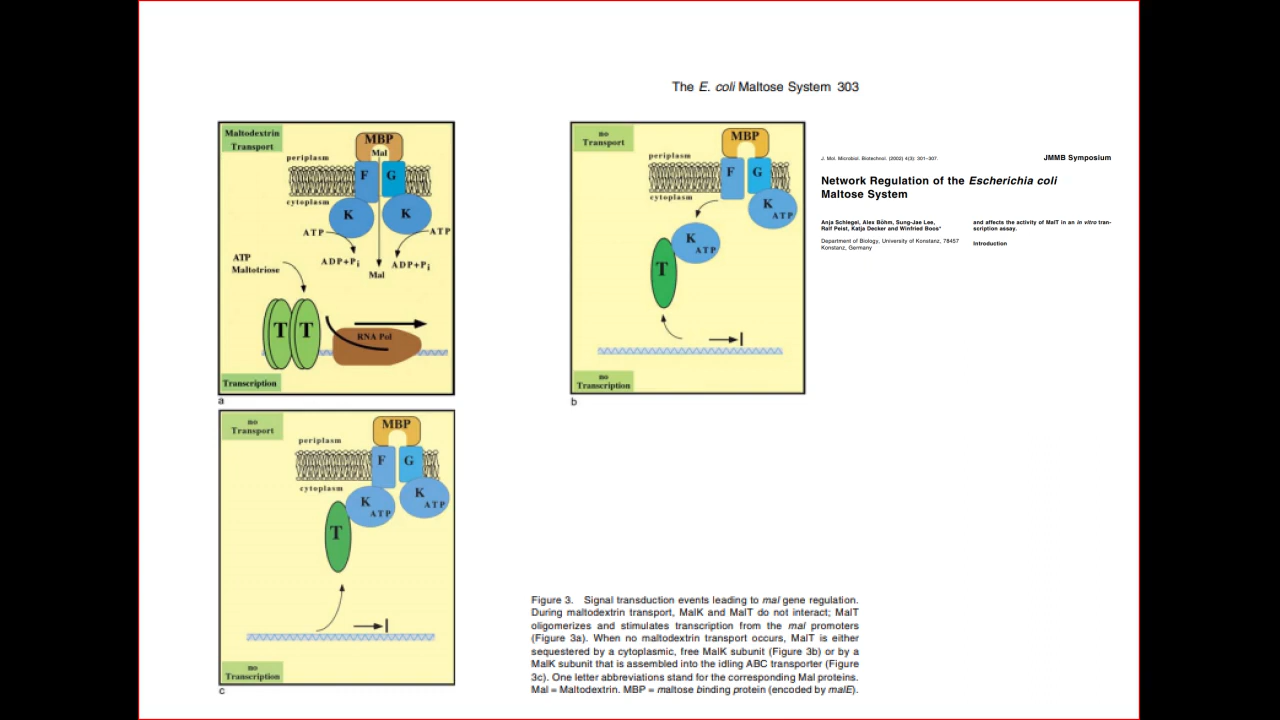 The E. coli Maltose System 303
Maltodextrin
Transport
MBP
Mal
periplasm
F G
cytoplasm
K K
ATP ATP
ADP+Pi ADP+Pi
Mal
ATP
Maltotriose
T T
RNA Pol
Transcription
a
no
Transport
MBP
periplasm
F G
cytoplasm
K
ATP
K
ATP
T
no
Transcription
b
J. Mol. Microbiol. Biotechnol. (2002) 4(3): 301–307.
JMMB Symposium
Network Regulation of the Escherichia coli
Maltose System
Anja Schlegel, Alex Böhm, Sung-Jae Lee,
Ralf Peist, Katja Decker and Winfried Boos*
Department of Biology, University of Konstanz, 78457
Konstanz, Germany
and affects the activity of MalT in an in vitro tran-
scription assay.
Introduction
no
Transport
MBP
periplasm
F G
cytoplasm
K K
ATP ATP
T
no
Transcription
c
Figure 3. Signal transduction events leading to mal gene regulation.
During maltodextrin transport, MalK and MalT do not interact; MalT
oligomerizes and stimulates transcription from the mal promoters
(Figure 3a). When no maltodextrin transport occurs, MalT is either
sequestered by a cytoplasmic, free MalK subunit (Figure 3b) or by a
MalK subunit that is assembled into the idling ABC transporter (Figure
3c). One letter abbreviations stand for the corresponding Mal proteins.
Mal = Maltodextrin. MBP = maltose binding protein (encoded by malE).